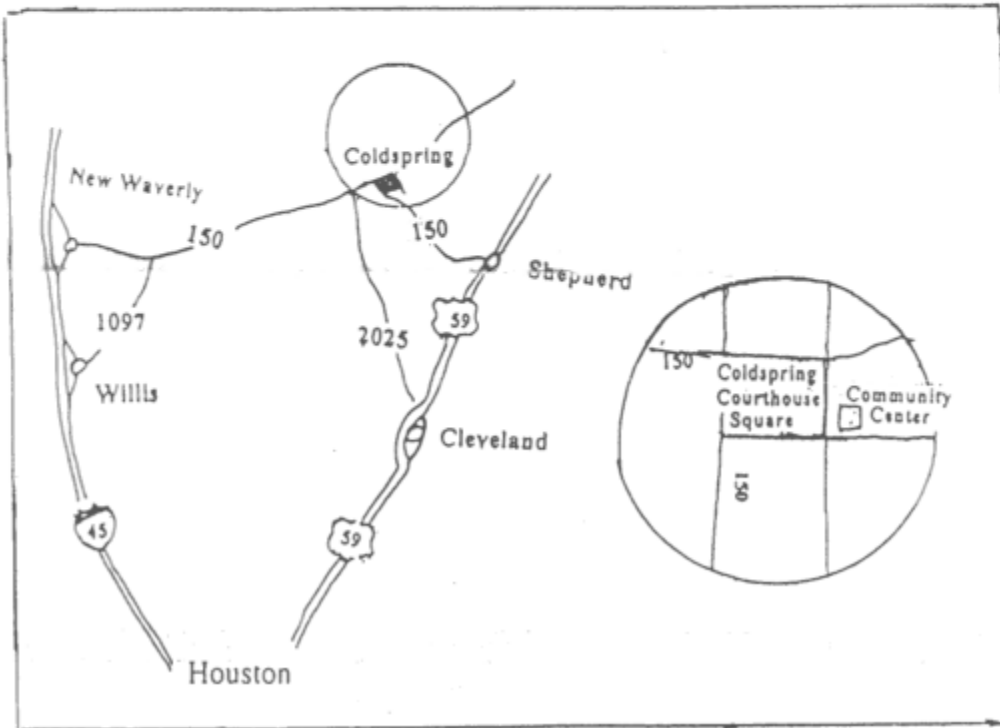 Coldspring
New Waverly
150
150
Shepherd
1097
2025
59
Willis
Cleveland
45
59
Houston
150
Coldspring
Courthouse
Square
Community
Center
150